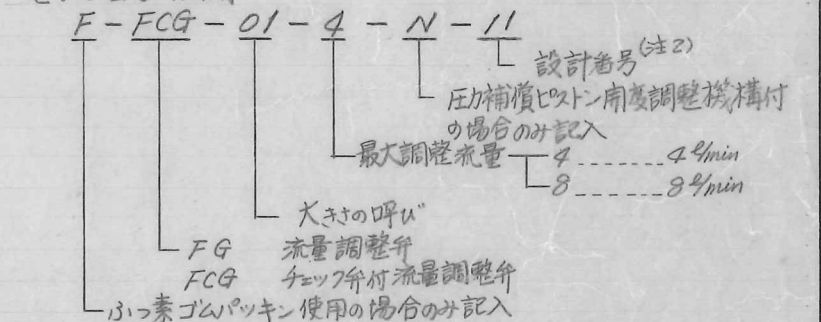 F-FCG-01-4-N-11
設計番号(注2)
圧力補償ピストン開度調整機構付
の場合のみ記入
最大調整流量 4 ------ 4 ℓ/min
8 ------ 8 ℓ/min
大きさの呼び
FG 流量調整弁
FCG チェック弁付流量調整弁
ふっ素ゴムパッキン使用の場合のみ記入